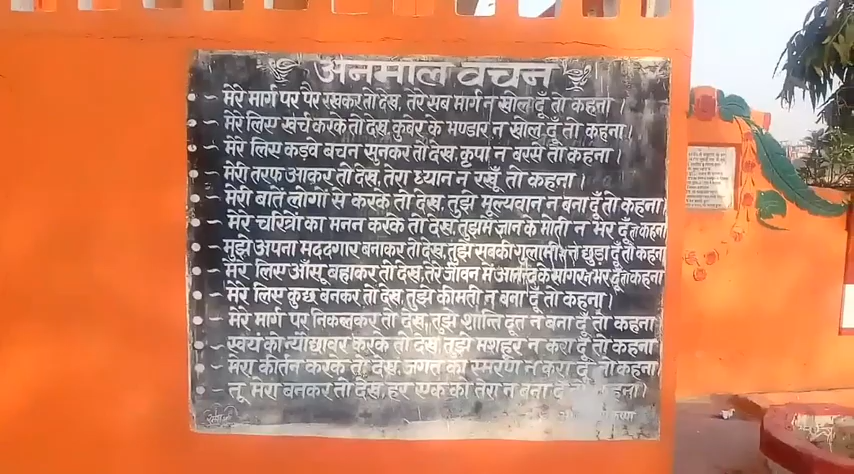 अनमोल वचन
मेरे मार्ग पर पैर रखकर तो देख, तेरे सब मार्ग न खोल दूँ तो कहना।
मेरे लिए खर्च करके तो देख, कुबेर के भण्डार न खोल दूँ तो कहना।
मेरे लिए कड़वे बचन सुनकर तो देख, कृपा न बरसे तो कहना।
मेरी तरफ आकर तो देख, तेरा ध्यान न रखूँ तो कहना।
मेरी बातें लोगों से करके तो देख, तुझे मूल्यवान न बना दूँ तो कहना।
मेरे चरित्रों का मनन करके तो देख, तुझमें ज्ञान के मोती न भर दूँ तो कहना
मुझे अपना मददगार बनाकर तो देख, तुझे सबकी गुलामी से न छुड़ा दूँ तो कहना
मेरे लिए आँसू बहाकर तो देख, तेरे जीवन में आनन्द के सागर न भर दूँ तो कहना
मेरे लिए कुछ बनकर तो देख, तुझे कीमती न बना दूँ तो कहना।
मेरे मार्ग पर निकलकर तो देख, तुझे शान्ति दूत न बना दूँ तो कहना
स्वयं को न्यौछावर करके तो देख, तुझे मशहूर न करा दूँ तो कहना
मेरा कीर्तन करके तो देख, जगत का स्मरण न करा दूँ तो कहना
तू मेरा बनकर तो देख, हर एक को तेरा न बना दूँ कहना।